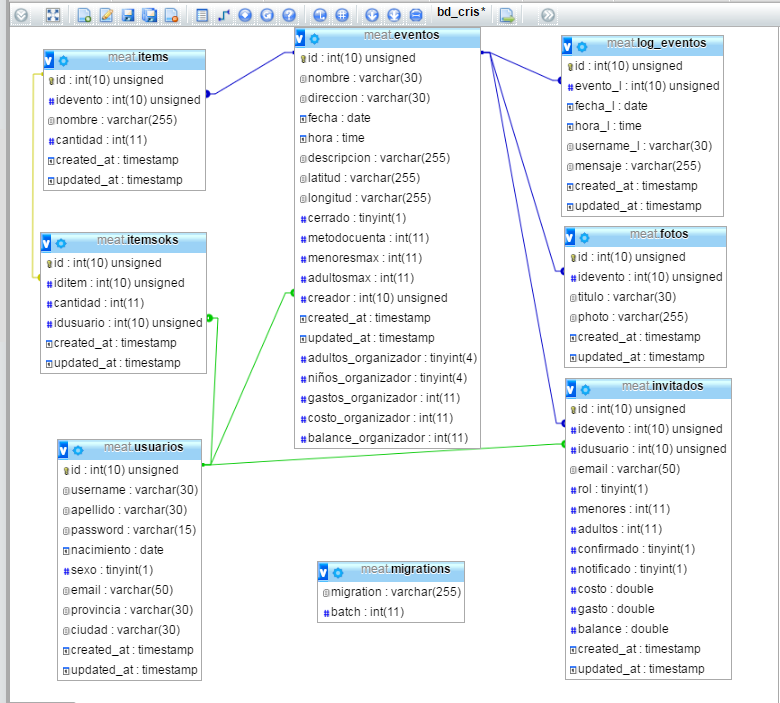 bd_cris*
meat.items
id : int(10) unsigned
idevento : int(10) unsigned
nombre : varchar(255)
cantidad : int(11)
created_at : timestamp
updated_at : timestamp
meat.itemsoks
id : int(10) unsigned
iditem : int(10) unsigned
cantidad : int(11)
idusuario : int(10) unsigned
created_at : timestamp
updated_at : timestamp
meat.usuarios
id : int(10) unsigned
username : varchar(30)
apellido : varchar(30)
password : varchar(15)
nacimiento : date
sexo : tinyint(1)
email : varchar(50)
provincia : varchar(30)
ciudad : varchar(30)
created_at : timestamp
updated_at : timestamp
meat.eventos
id : int(10) unsigned
nombre : varchar(30)
direccion : varchar(30)
fecha : date
hora : time
descripcion : varchar(255)
latitud : varchar(255)
longitud : varchar(255)
cerrado : tinyint(1)
metodocuenta : int(11)
menoresmax : int(11)
adultosmax : int(11)
creador : int(10) unsigned
created_at : timestamp
updated_at : timestamp
adultos_organizador : tinyint(4)
niños_organizador : tinyint(4)
gastos_organizador : int(11)
costo_organizador : int(11)
balance_organizador : int(11)
meat.migrations
migration : varchar(255)
batch : int(11)
meat.log_eventos
id : int(10) unsigned
evento_l : int(10) unsigned
fecha_l : date
hora_l : time
username_l : varchar(30)
mensaje : varchar(255)
created_at : timestamp
updated_at : timestamp
meat.fotos
id : int(10) unsigned
idevento : int(10) unsigned
titulo : varchar(30)
photo : varchar(255)
created_at : timestamp
updated_at : timestamp
meat.invitados
id : int(10) unsigned
idevento : int(10) unsigned
idusuario : int(10) unsigned
email : varchar(50)
rol : tinyint(1)
menores : int(11)
adultos : int(11)
confirmado : tinyint(1)
notificado : tinyint(1)
costo : double
gasto : double
balance : double
created_at : timestamp
updated_at : timestamp